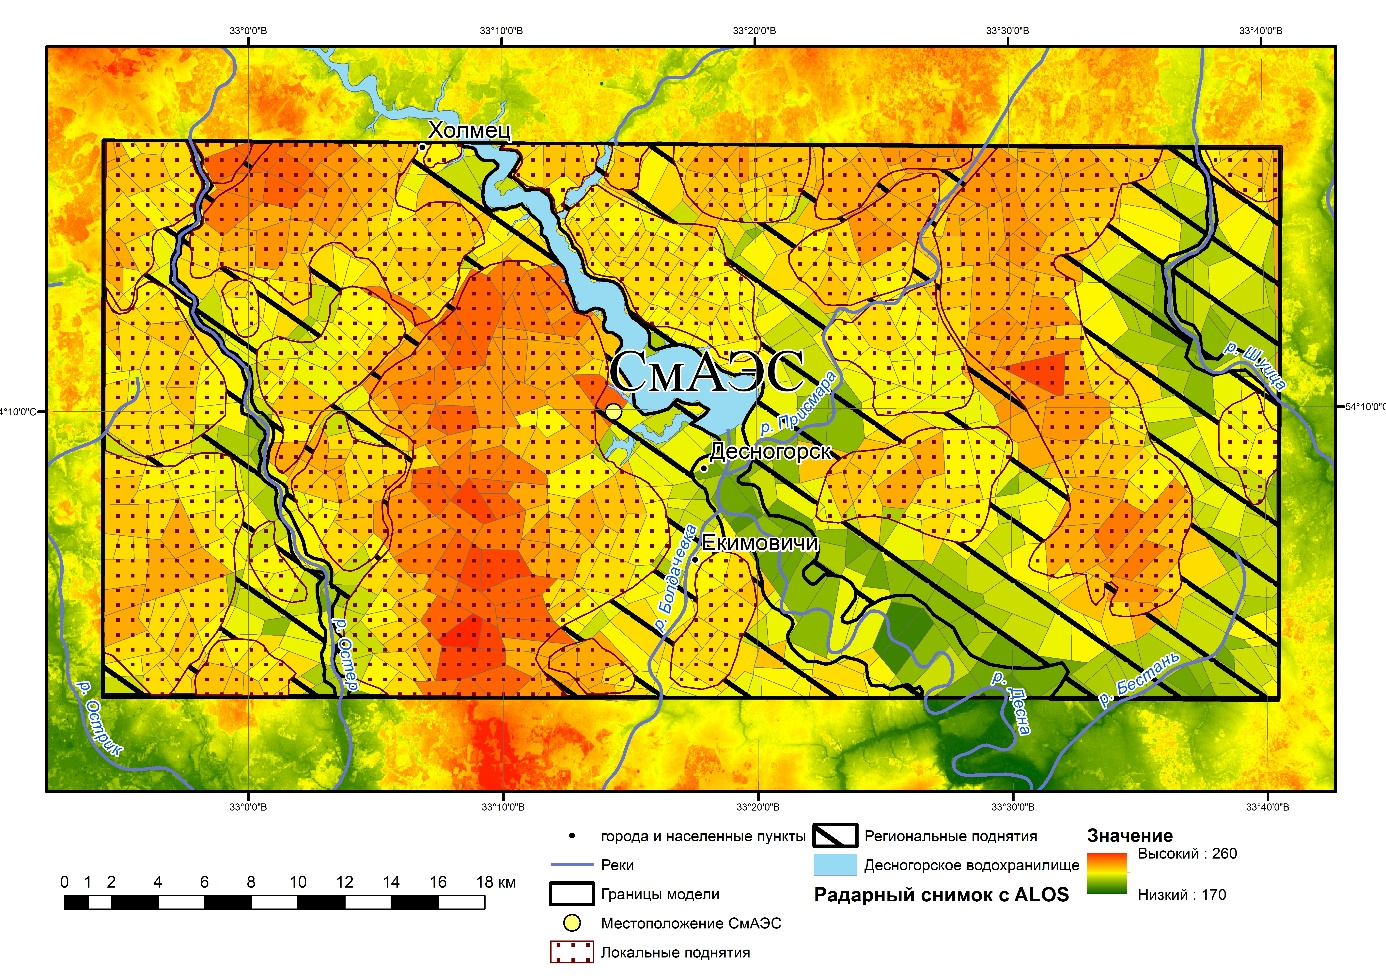 33°0'0"В 33°10'0"В 33°20'0"В 33°30'0"В 33°40'0"В
Холмец
СмАЭС
р. Шуица
р. Присмара
4°10'0"С
54°10'0"С
Десногорск
Екимовичи
р. Болдачевка
р. Остер
р. Острик
р. Десна
р. Бестань
33°0'0"В 33°10'0"В 33°20'0"В 33°30'0"В 33°40'0"В
города и населенные пункты
Реки
Границы модели
Местоположение СмАЭС
Локальные поднятия
Региональные поднятия
Десногорское водохранилище
Радарный снимок с ALOS
Значение
Высокий : 260
Низкий : 170
0 1 2 4 6 8 10 12 14 16 18 км